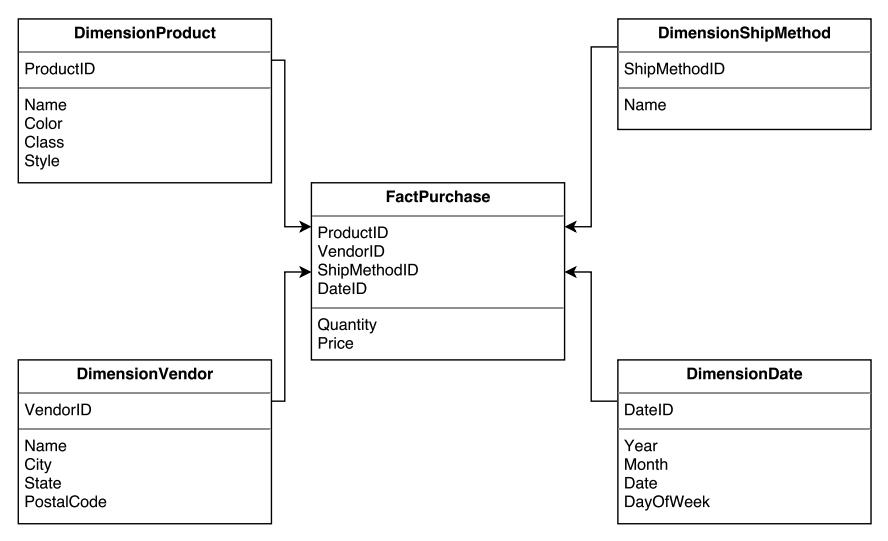 DimensionProduct
ProductID
Name
Color
Class
Style
DimensionShipMethod
ShipMethodID
Name
FactPurchase
ProductID
VendorID
ShipMethodID
DateID
Quantity
Price
DimensionVendor
VendorID
Name
City
State
PostalCode
DimensionDate
DateID
Year
Month
Date
DayOfWeek